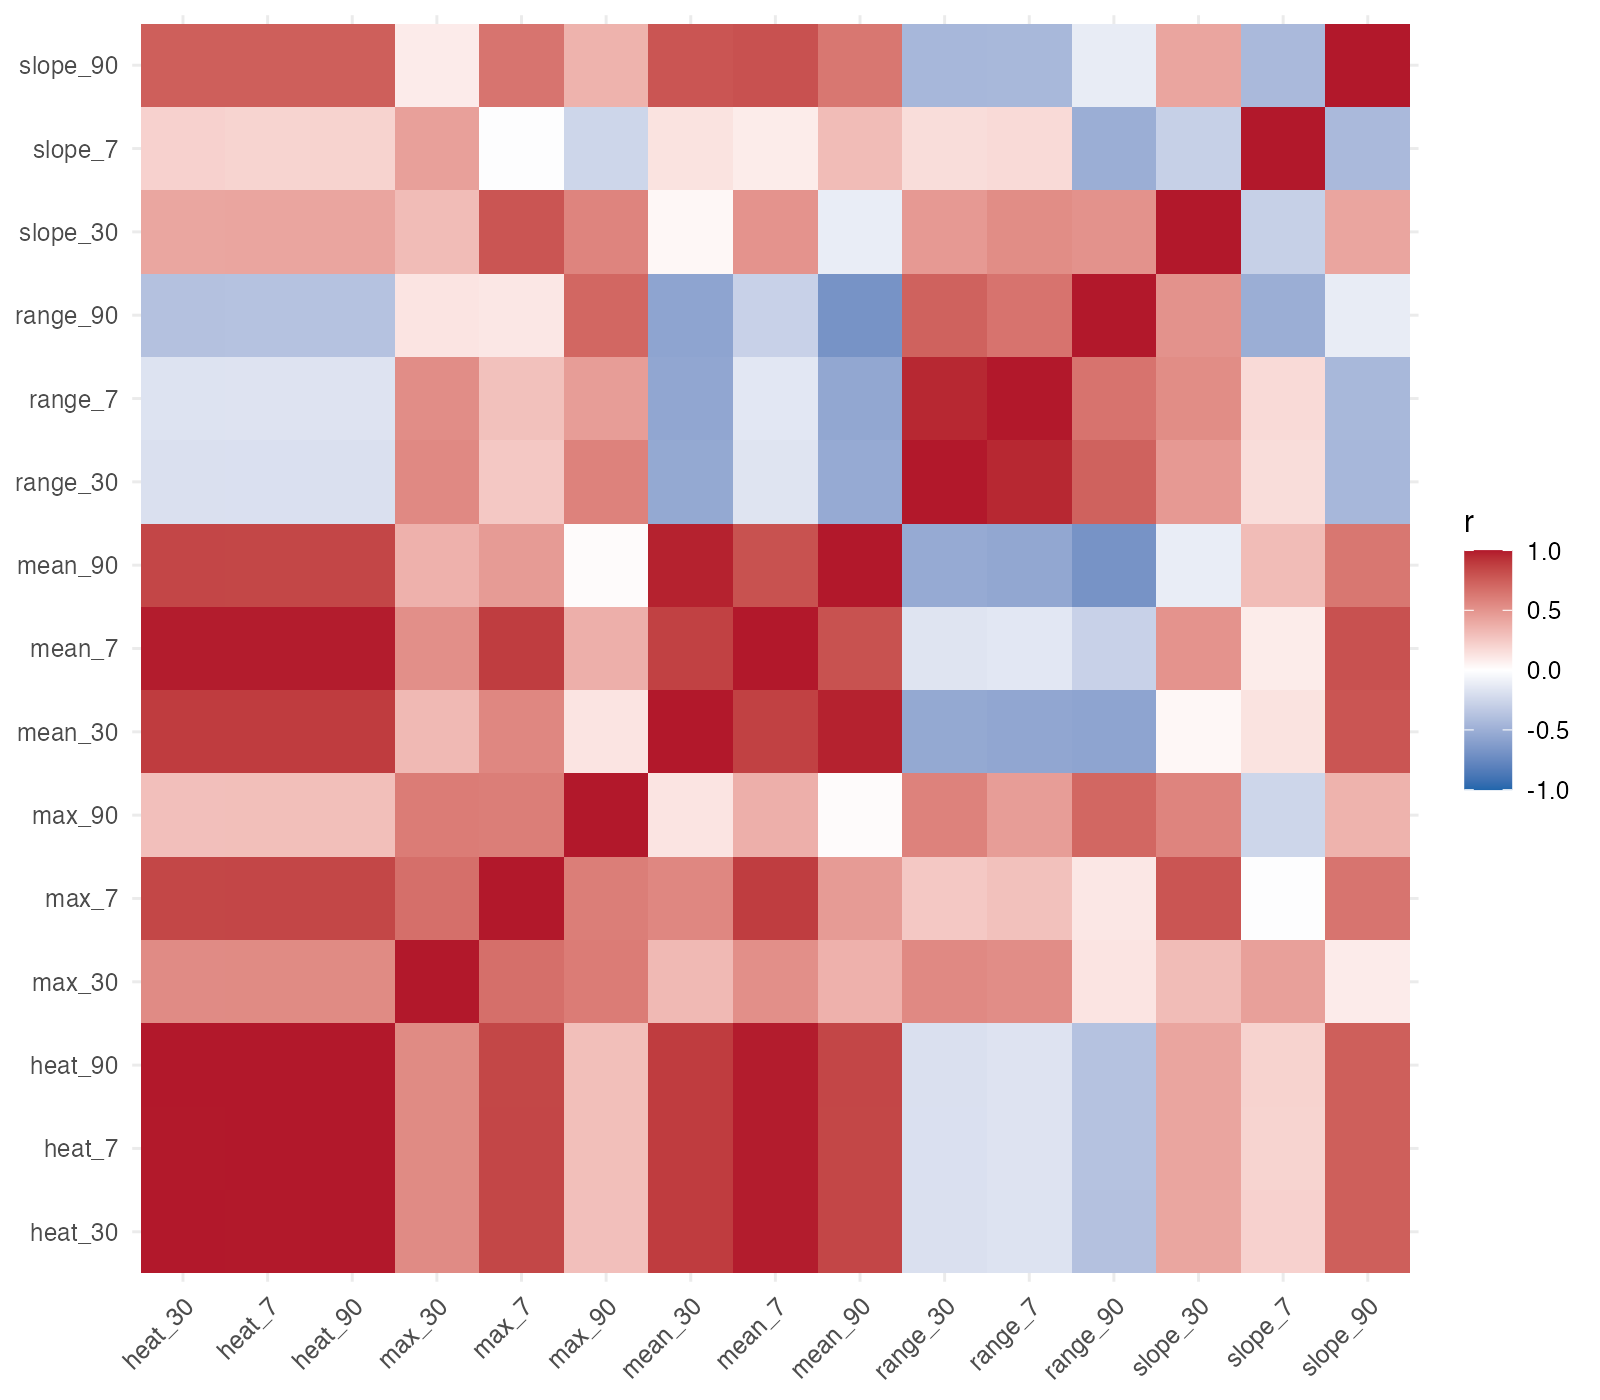 slope_90
slope_7
slope_30
range_90
range_7
range_30
mean_90
mean_7
mean_30
max_90
max_7
max_30
heat_90
heat_7
heat_30
heat_30 heat_7 heat_90 max_30 max_7 max_90 mean_30 mean_7 mean_90 range_30 range_7 range_90 slope_30 slope_7 slope_90
r
1.0
0.5
0.0
-0.5
-1.0